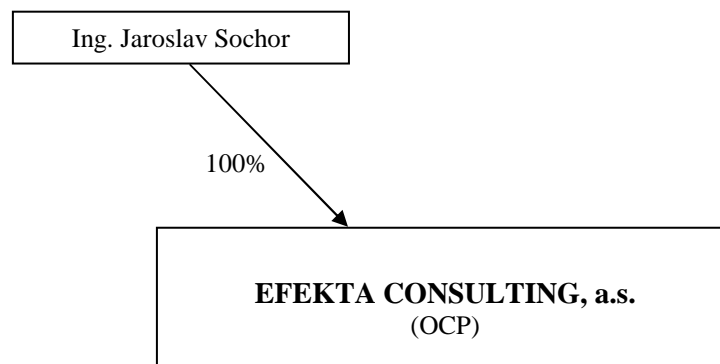 Ing. Jaroslav Sochor
100%
EFEKTA CONSULTING, a.s.
(OCP)